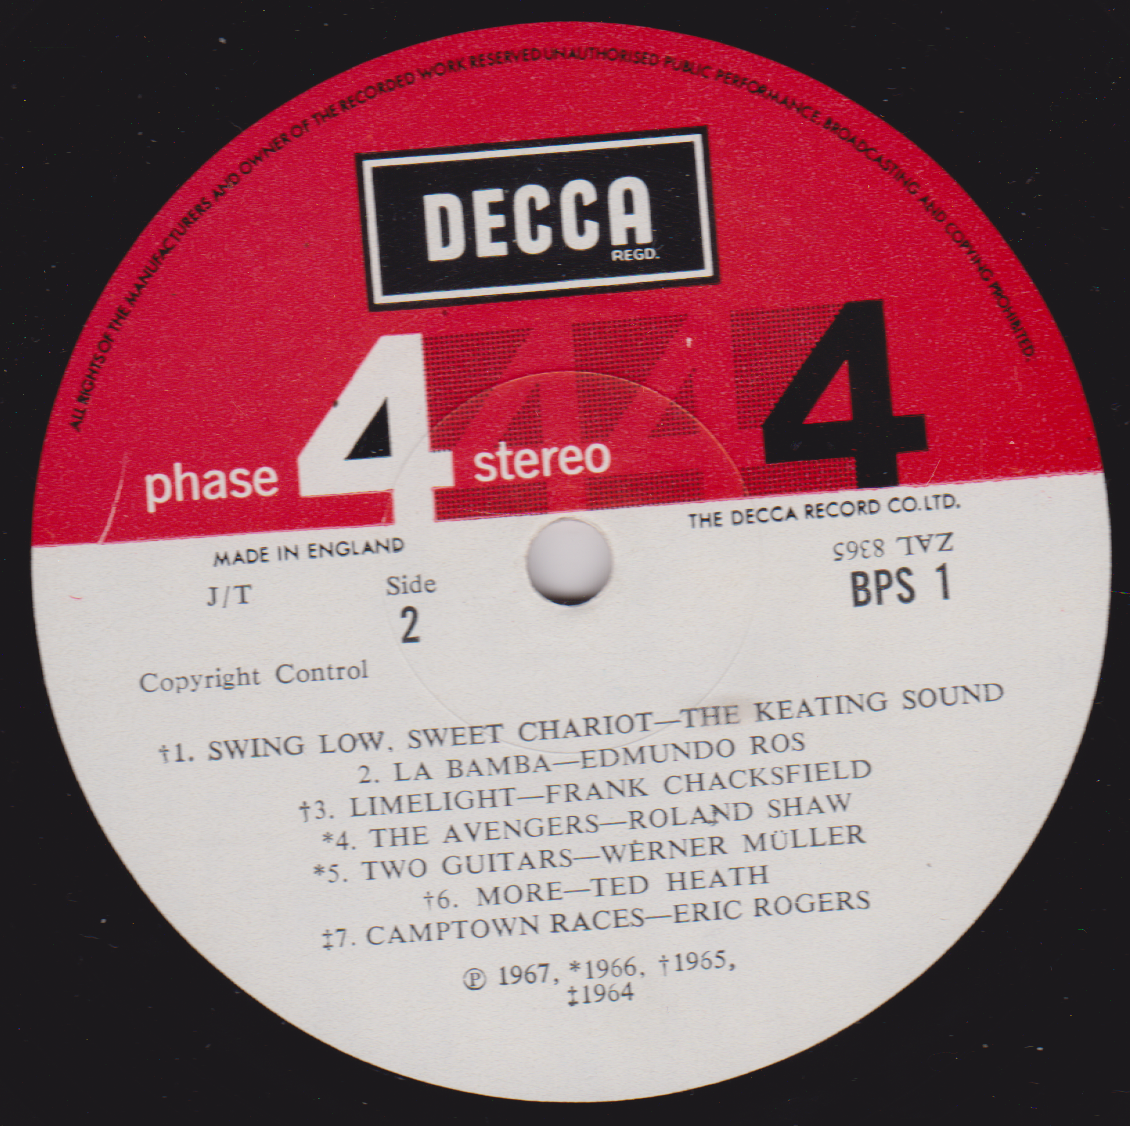 ALL RIGHTS OF THE MANUFACTURERS AND OWNER OF THE RECORDED WORK RESERVED UNAUTHORISED PUBLIC PERFORMANCE, BROADCASTING AND COPYING PROHIBITED.
DECCA
REGD.
phase 4 stereo 4
THE DECCA RECORD CO. LTD.
MADE IN ENGLAND
ZAL 8365
J/T
Side
2
BPS 1
Copyright Control
†1. SWING LOW, SWEET CHARIOT—THE KEATING SOUND
2. LA BAMBA—EDMUNDO ROS
†3. LIMELIGHT—FRANK CHACKSFIELD
*4. THE AVENGERS—ROLAND SHAW
*5. TWO GUITARS—WERNER MÜLLER
†6. MORE—TED HEATH
‡7. CAMPTOWN RACES—ERIC ROGERS
℗ 1967, *1966, †1965,
‡1964